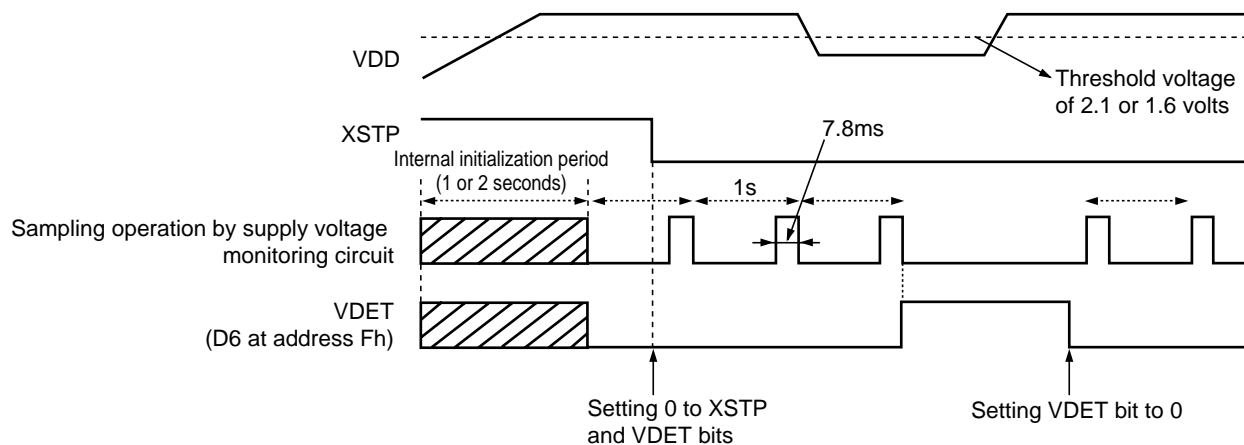 VDD
Threshold voltage
of 2.1 or 1.6 volts
XSTP
7.8ms
Internal initialization period
(1 or 2 seconds)
1s
Sampling operation by supply voltage
monitoring circuit
VDET
(D6 at address Fh)
Setting 0 to XSTP
and VDET bits
Setting VDET bit to 0